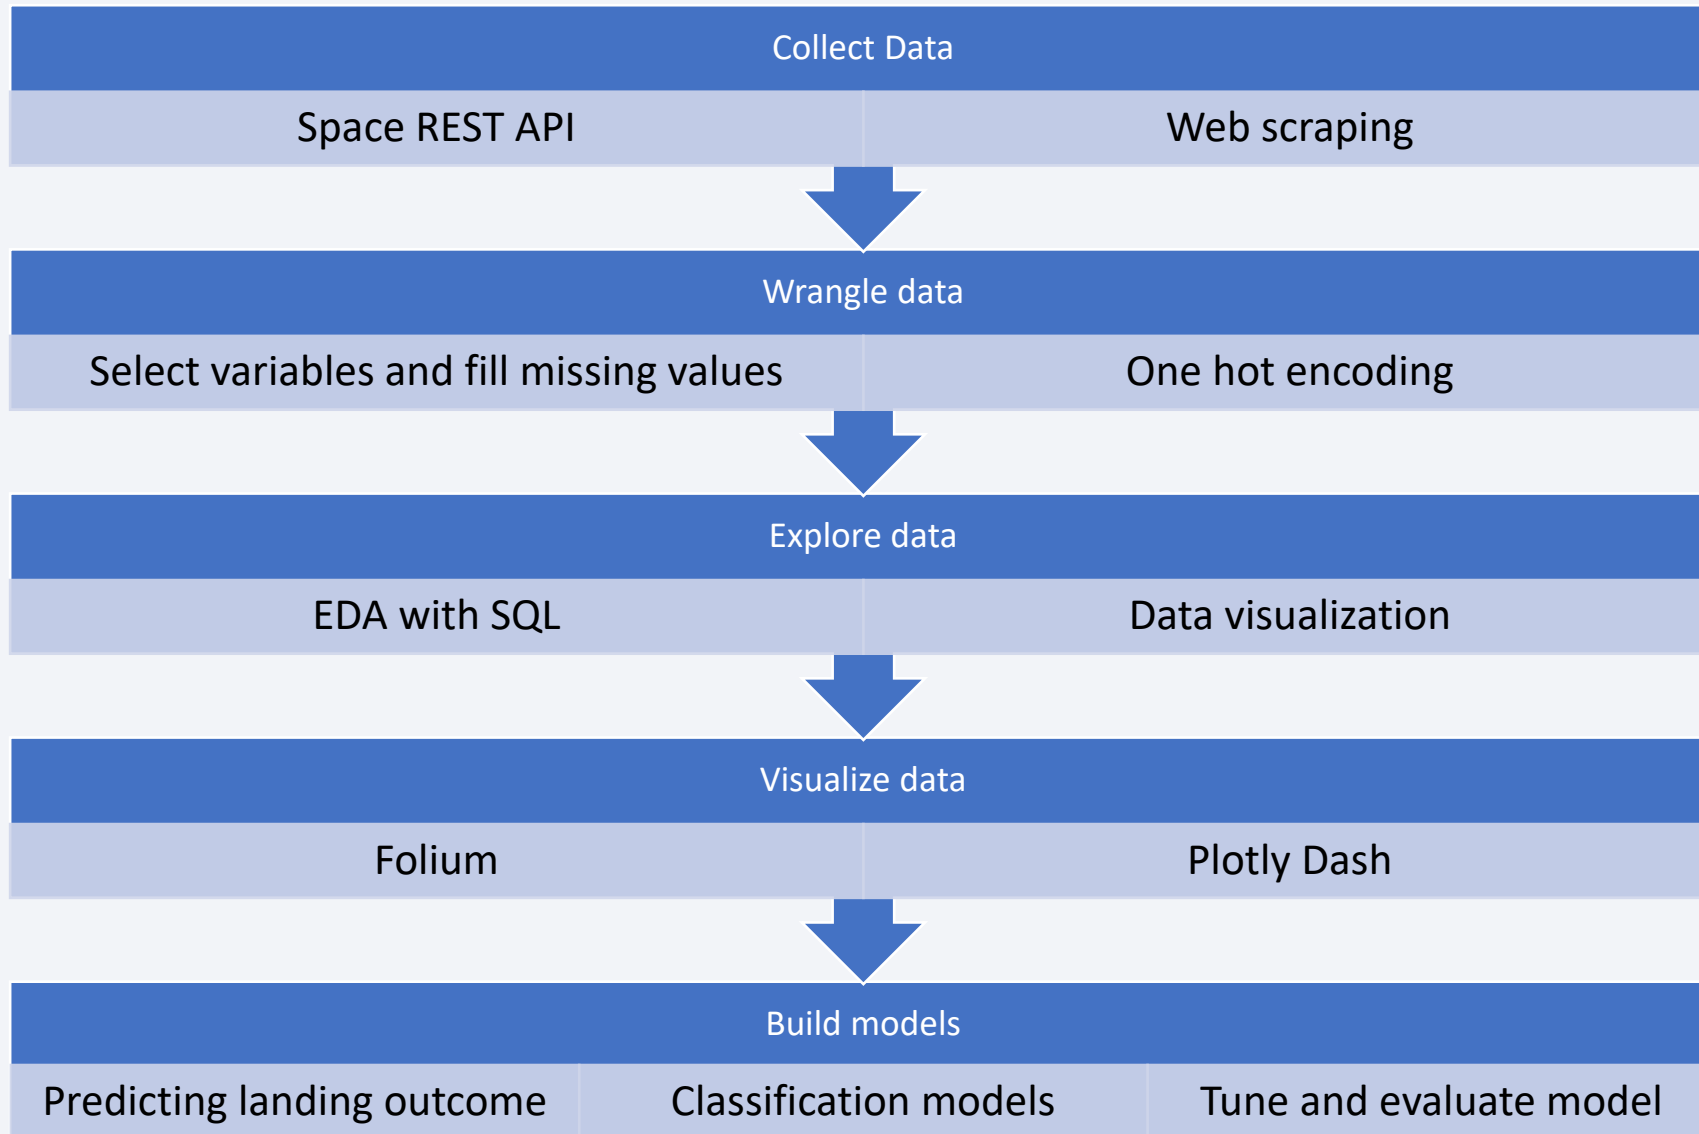 Collect Data
Space REST API
Web scraping
Wrangle data
Select variables and fill missing values
One hot encoding
Explore data
EDA with SQL
Data visualization
Visualize data
Folium
Plotly Dash
Build models
Predicting landing outcome
Classification models
Tune and evaluate model